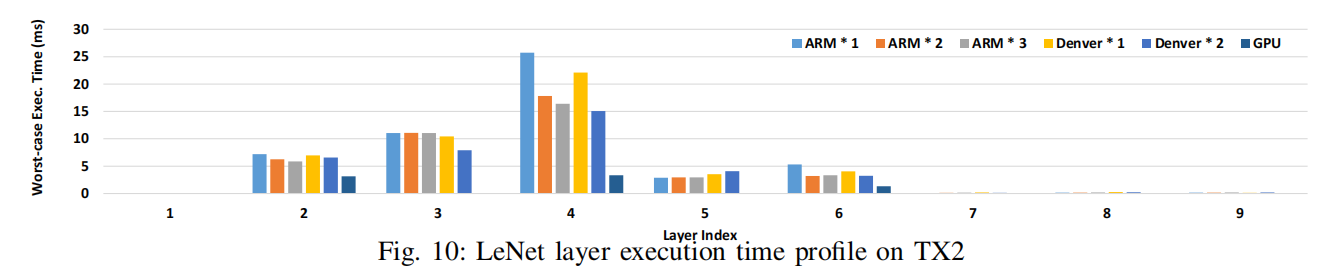 Worst-case Exec. Time (ms)
30
25
20
15
10
5
0
ARM * 1 ARM * 2 ARM * 3 Denver * 1 Denver * 2 GPU
1 2 3 4 5 6 7 8 9
Layer Index
Fig. 10: LeNet layer execution time profile on TX2